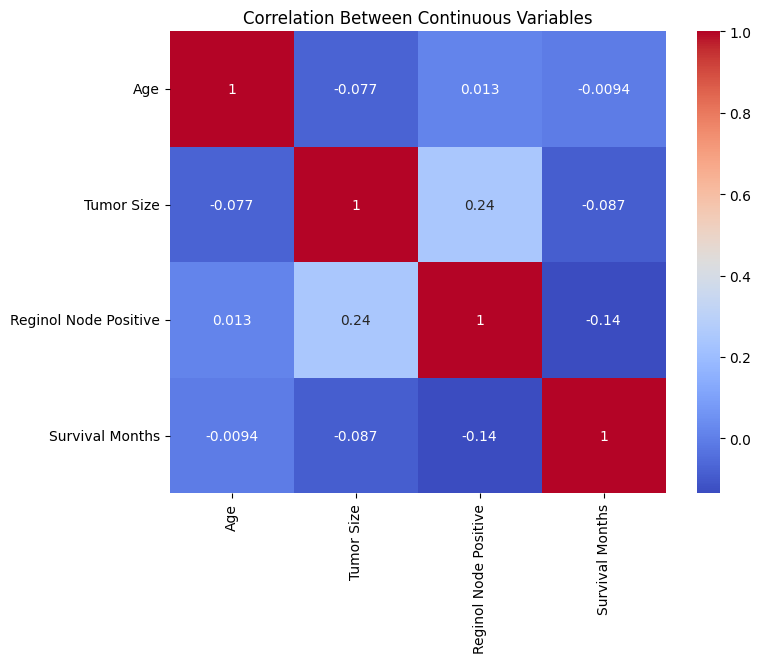 Correlation Between Continuous Variables
Age 1 -0.077 0.013 -0.0094
Tumor Size -0.077 1 0.24 -0.087
Reginol Node Positive 0.013 0.24 1 -0.14
Survival Months -0.0094 -0.087 -0.14 1
Age
Tumor Size
Reginol Node Positive
Survival Months
1.0
0.8
0.6
0.4
0.2
0.0